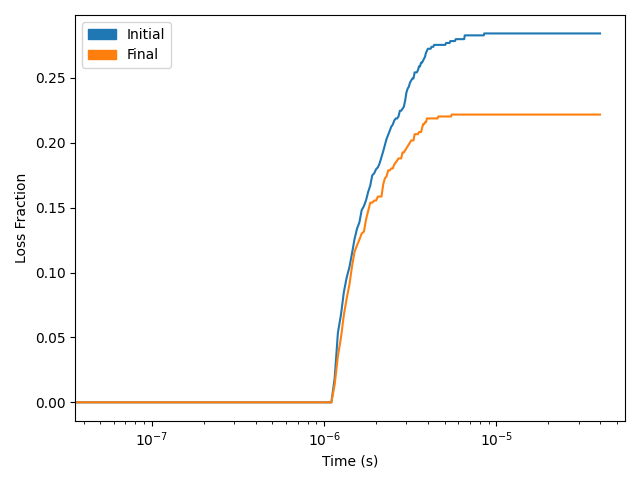 Initial
Final
Loss Fraction
0.25
0.20
0.15
0.10
0.05
0.00
10⁻⁷
10⁻⁶
10⁻⁵
Time (s)